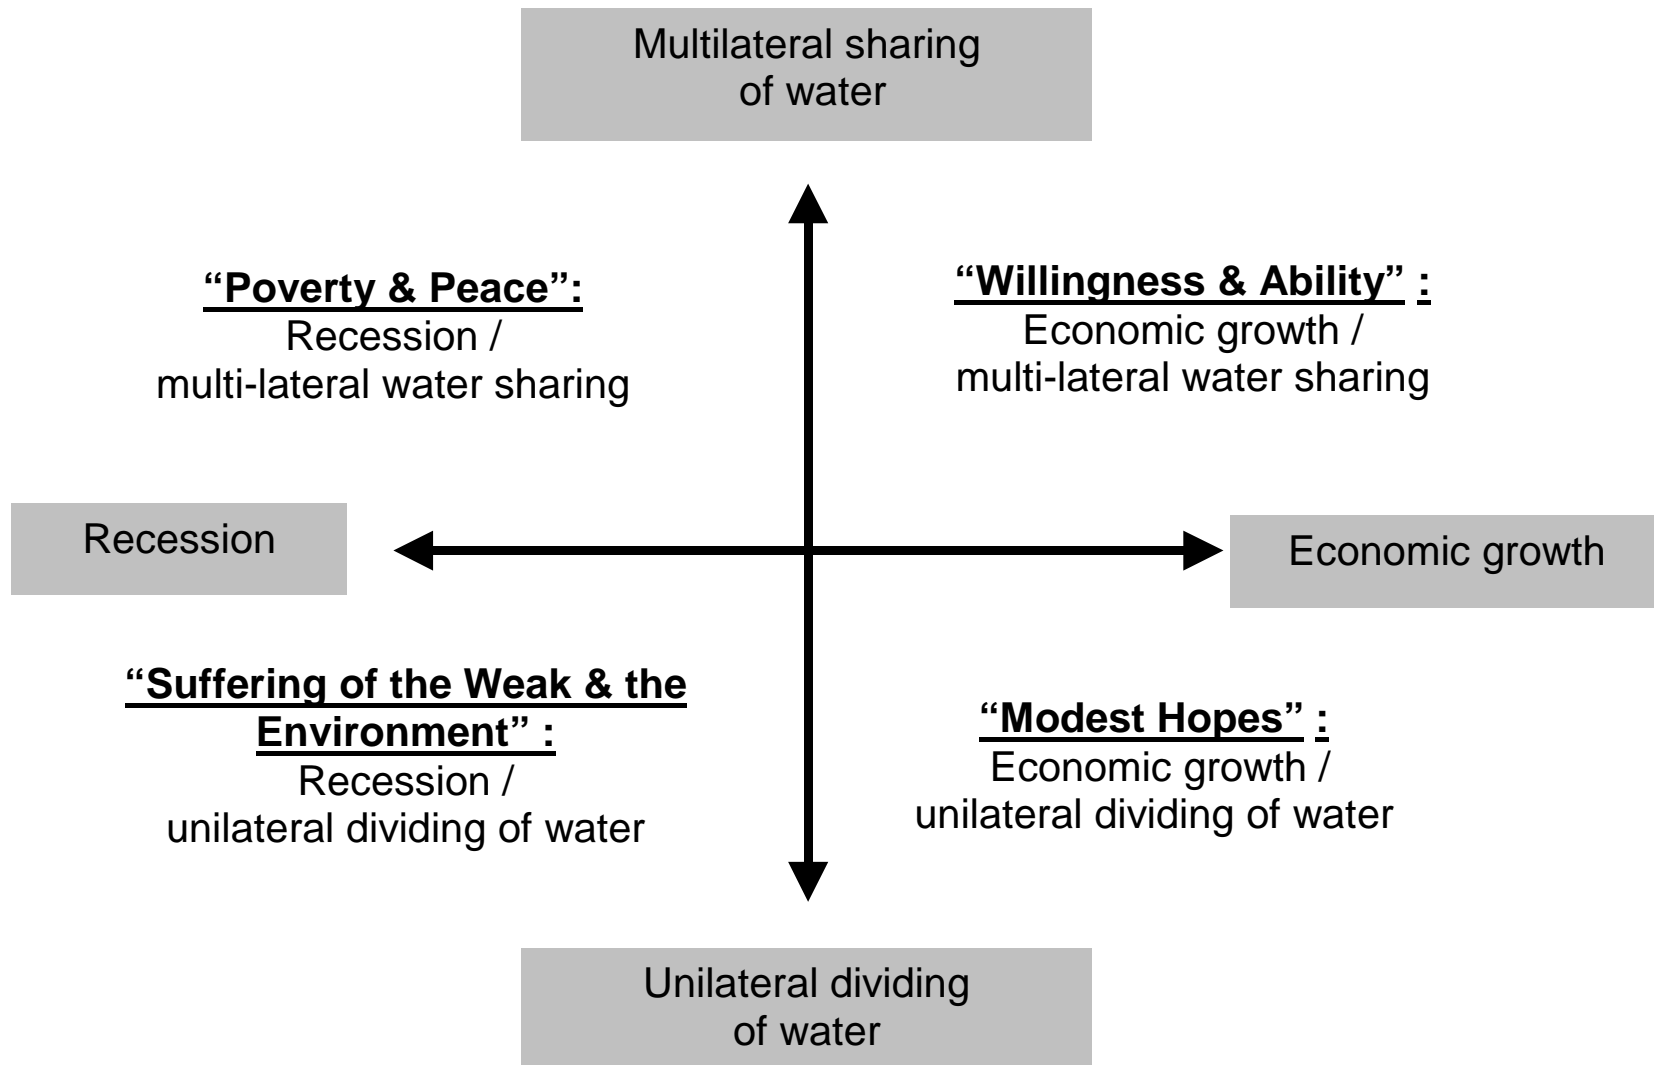 Multilateral sharing
of water
“Poverty & Peace”:
Recession /
multi-lateral water sharing
“Willingness & Ability” :
Economic growth /
multi-lateral water sharing
Recession
Economic growth
“Suffering of the Weak & the
Environment” :
Recession /
unilateral dividing of water
“Modest Hopes” :
Economic growth /
unilateral dividing of water
Unilateral dividing
of water